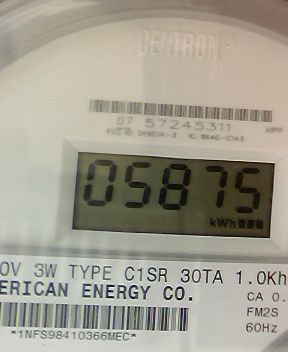 CENTRON®
07 57245311 HPP
05875
kWh
0V 3W TYPE C1SR 30TA 1.0Kh
ERICAN ENERGY CO.
CA 0.
FM2S
60Hz
*1NFS98410366MEC*